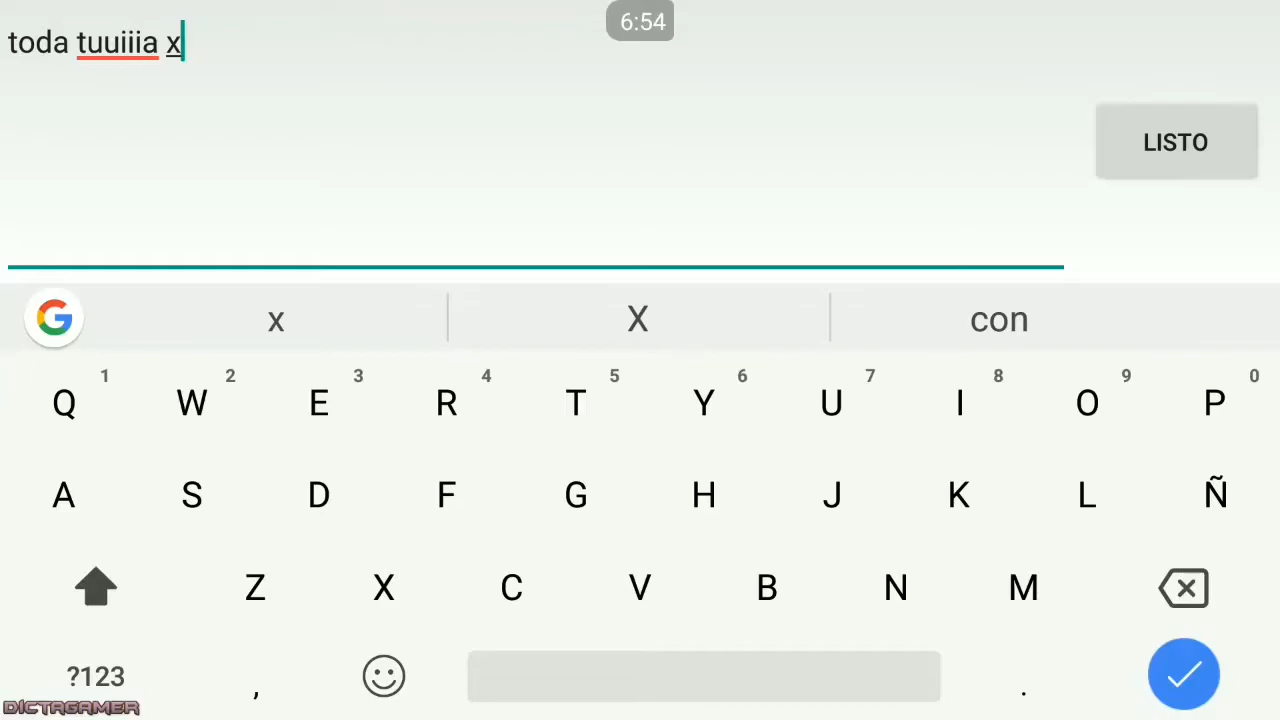 6:54
toda tuuiiia x
LISTO
x X con
1 2 3 4 5 6 7 8 9 0
Q W E R T Y U I O P
A S D F G H J K L Ñ
Z X C V B N M
?123 , .
DICTAGAMER